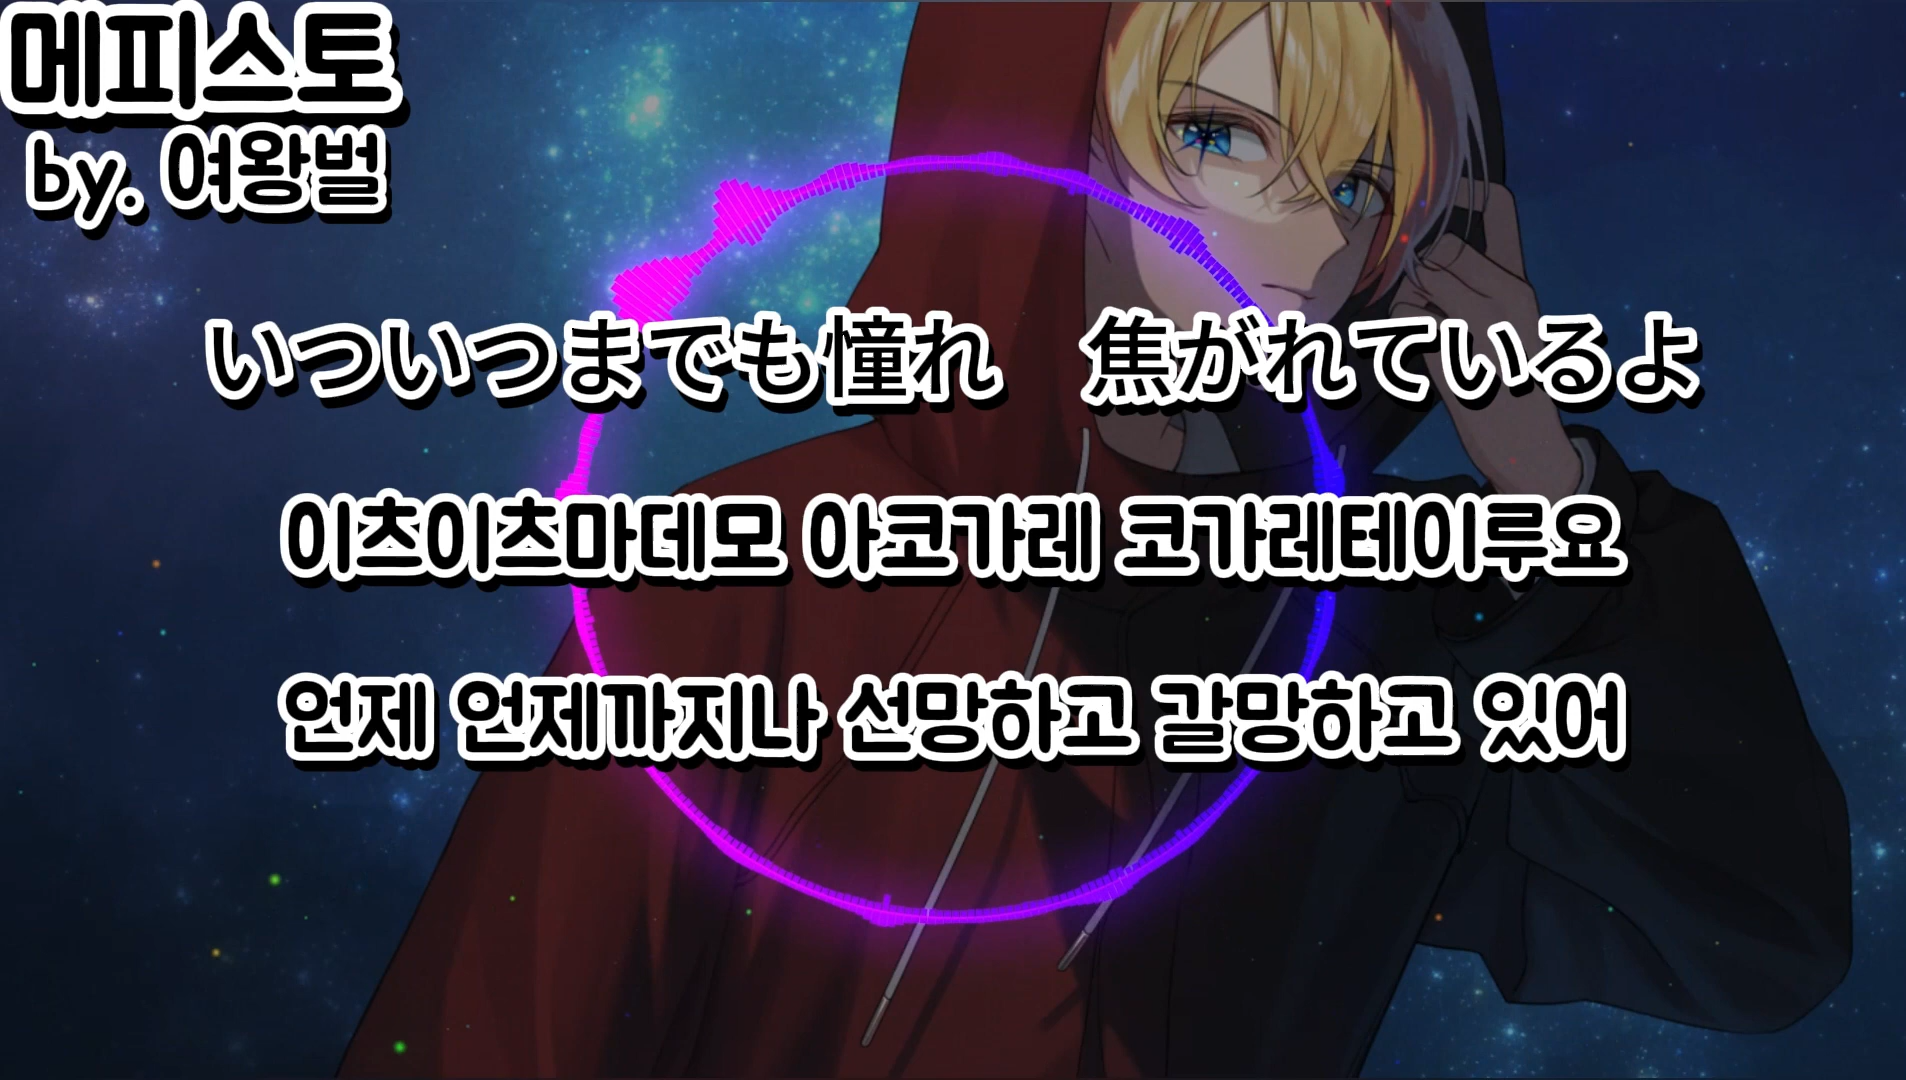 메피스토
by. 여왕벌
いついつまでも憧れ　焦がれているよ
이츠이츠마데모 아코가레 코가레테이루요
언제 언제까지나 선망하고 갈망하고 있어